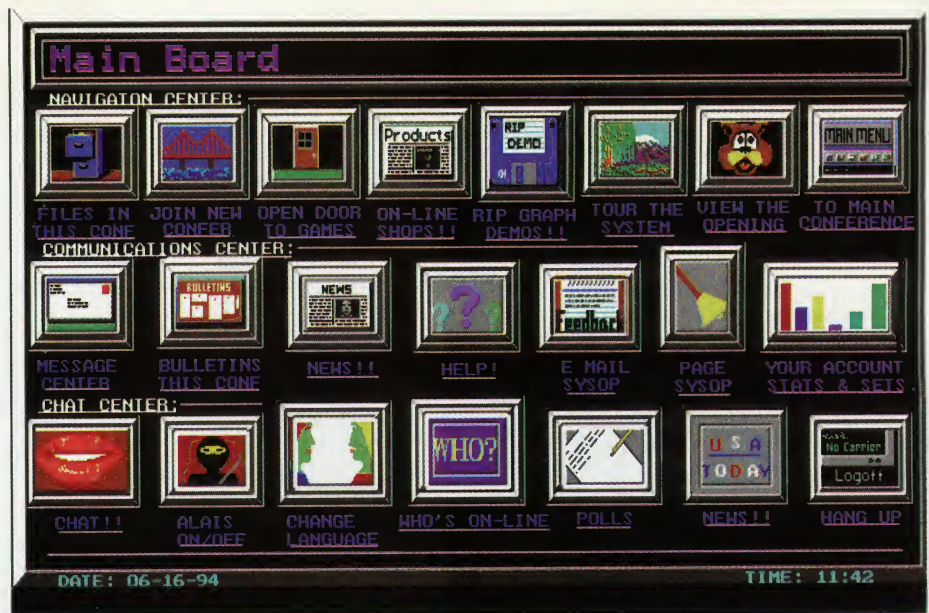 Main Board
NAVIGATON CENTER:
Products
RIP
DEMO
MAIN MENU
FILES IN
THIS CONF
JOIN NEW
CONFER
OPEN DOOR
TO GAMES
ON-LINE
SHOPS!!
RIP GRAPH
DEMOS!!
TOUR THE
SYSTEM
VIEW THE
OPENING
TO MAIN
CONFERENCE
COMMUNICATIONS CENTER:
BULLETINS
NEWS
???
Feedback
MESSAGE
CENTER
BULLETINS
THIS CONF
NEWS!!
HELP!
E MAIL
SYSOP
PAGE
SYSOP
YOUR ACCOUNT
STATS & SETS
CHAT CENTER:
WHO?
USA
TODAY
No Carrier
Logoff
CHAT!!
ALAIS
ON/OFF
CHANGE
LANGUAGE
WHO'S ON-LINE
POLLS
NEWS!!
HANG UP
DATE: 06-16-94
TIME: 11:42